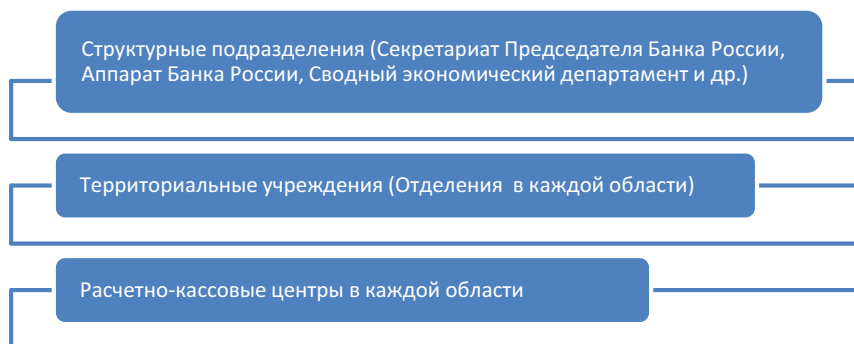 Структурные подразделения (Секретариат Председателя Банка России,
Аппарат Банка России, Сводный экономический департамент и др.)
Территориальные учреждения (Отделения  в каждой области)
Расчетно-кассовые центры в каждой области